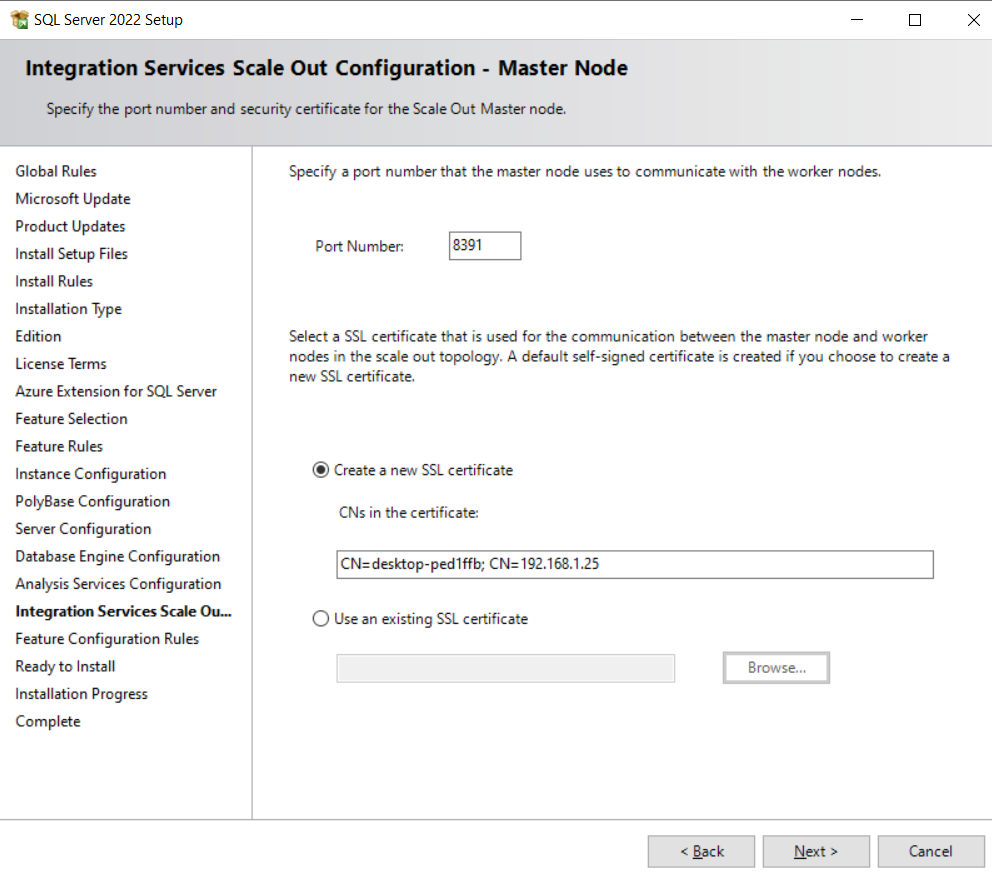 SQL Server 2022 Setup
Integration Services Scale Out Configuration - Master Node
Specify the port number and security certificate for the Scale Out Master node.
Global Rules
Microsoft Update
Product Updates
Install Setup Files
Install Rules
Installation Type
Edition
License Terms
Azure Extension for SQL Server
Feature Selection
Feature Rules
Instance Configuration
PolyBase Configuration
Server Configuration
Database Engine Configuration
Analysis Services Configuration
Integration Services Scale Ou...
Feature Configuration Rules
Ready to Install
Installation Progress
Complete
Specify a port number that the master node uses to communicate with the worker nodes.
Port Number: 8391
Select a SSL certificate that is used for the communication between the master node and worker
nodes in the scale out topology. A default self-signed certificate is created if you choose to create a
new SSL certificate.
Create a new SSL certificate
CNs in the certificate:
CN=desktop-ped1ffb; CN=192.168.1.25
Use an existing SSL certificate
Browse...
< Back Next > Cancel